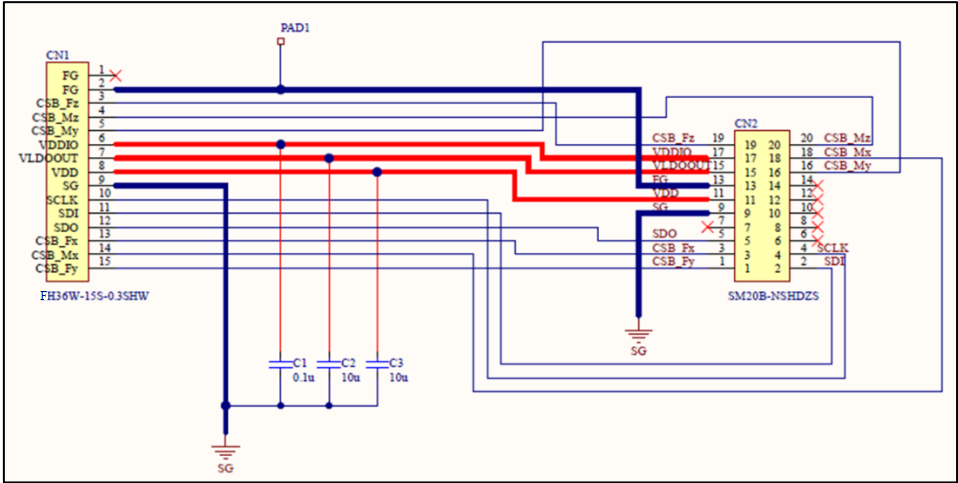 PAD1
CN1
FG 1
FG 2
CSB_Fz 3
CSB_Mz 4
CSB_My 5
VDDIO 6
VLDOOUT 7
VDD 8
SG 9
SCLK 10
SDI 11
SDO 12
CSB_Fx 13
CSB_Mx 14
CSB_Fy 15
FH36W-15S-0.3SHW
C1
0.1u
C2
10u
C3
10u
SG
SG
CN2
CSB_Fz 19 19 20 20 CSB_Mz
VDDIO 17 17 18 18 CSB_Mx
VLDOOUT 15 15 16 16 CSB_My
FG 13 13 14 14
VDD 11 11 12 12
SG 9 9 10 10
7 7 8 8
SDO 5 5 6 6
CSB_Fx 3 3 4 4 SCLK
CSB_Fy 1 1 2 2 SDI
SM20B-NSHDZS